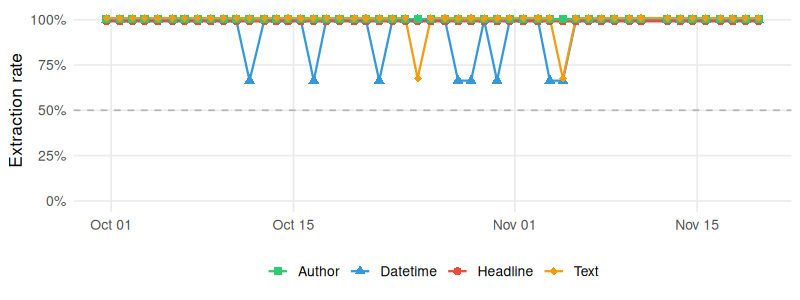 Extraction rate
100%
75%
50%
25%
0%
Oct 01 Oct 15 Nov 01 Nov 15
Author Datetime Headline Text